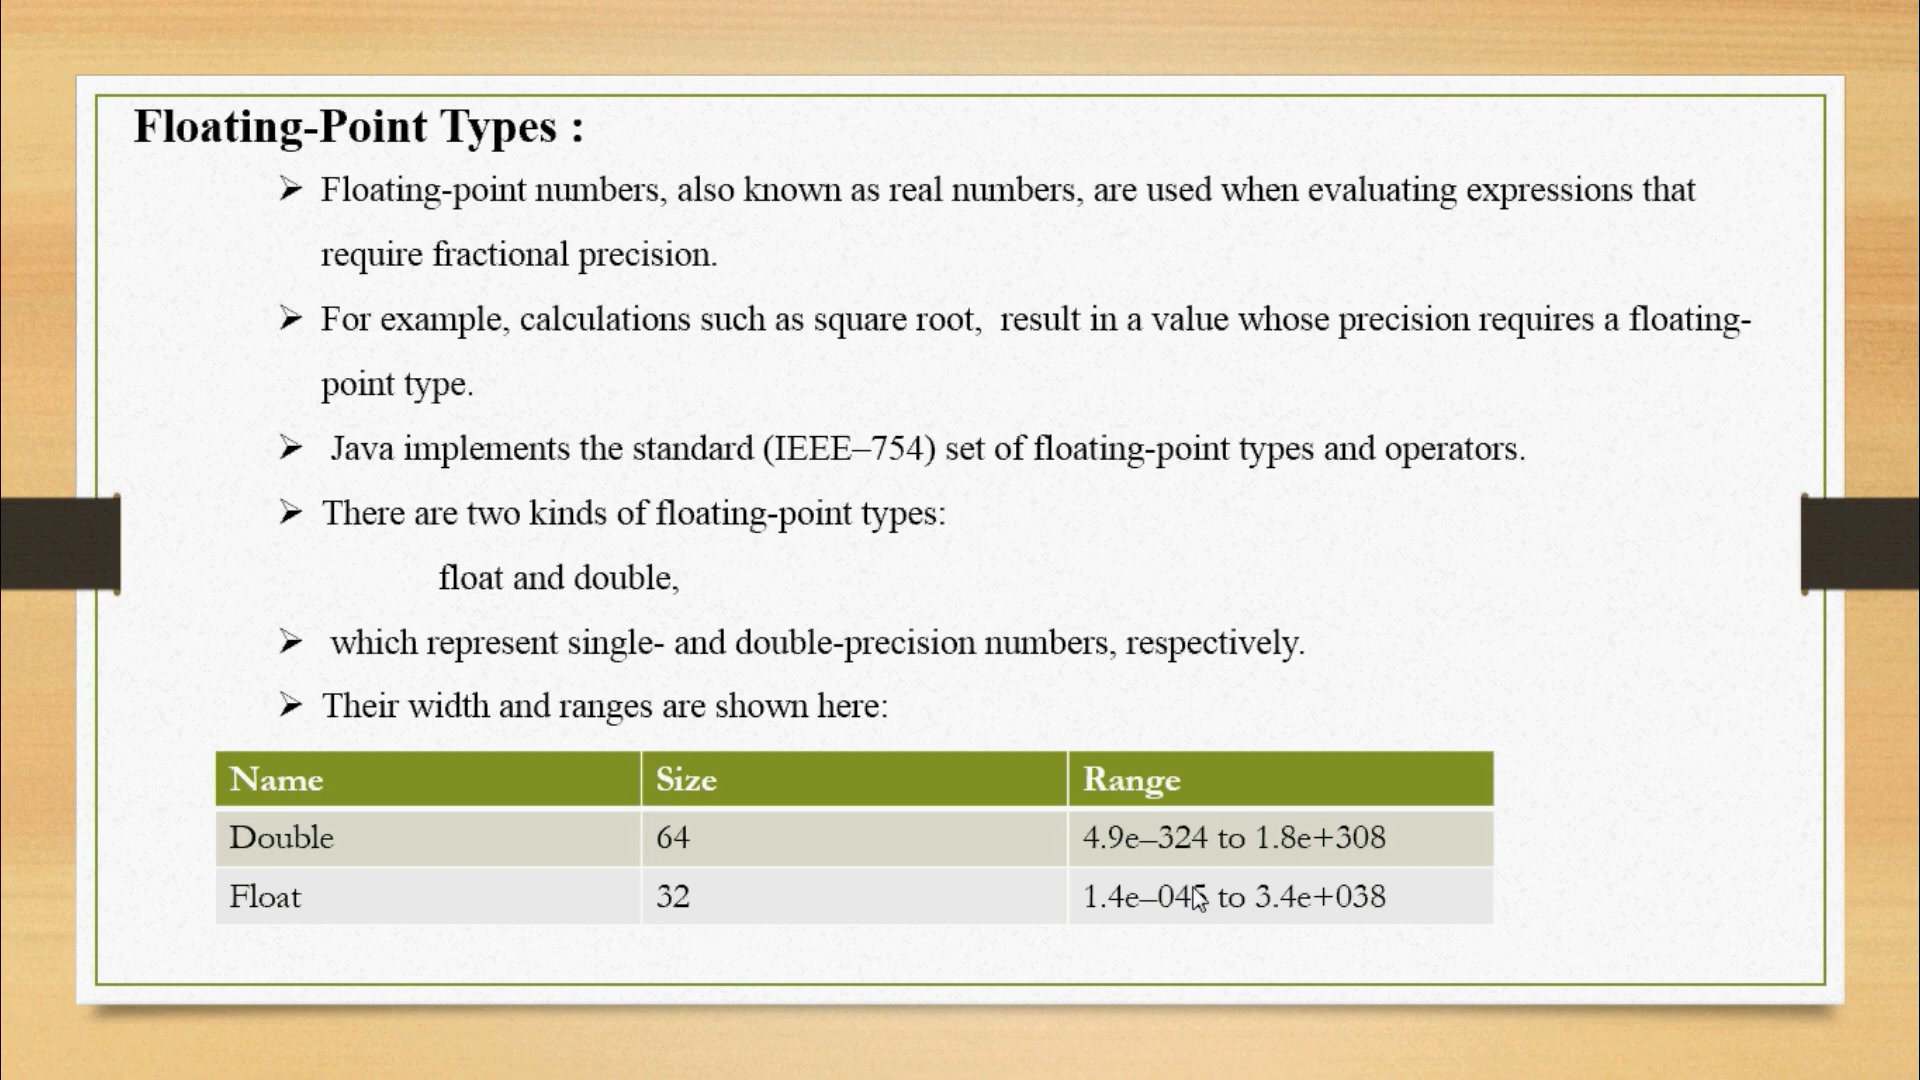 Floating-Point Types :
➢ Floating-point numbers, also known as real numbers, are used when evaluating expressions that
require fractional precision.
➢ For example, calculations such as square root,  result in a value whose precision requires a floating-
point type.
➢ Java implements the standard (IEEE–754) set of floating-point types and operators.
➢ There are two kinds of floating-point types:
float and double,
➢ which represent single- and double-precision numbers, respectively.
➢ Their width and ranges are shown here:
Name Size Range
Double 64 4.9e–324 to 1.8e+308
Float 32 1.4e–045 to 3.4e+038